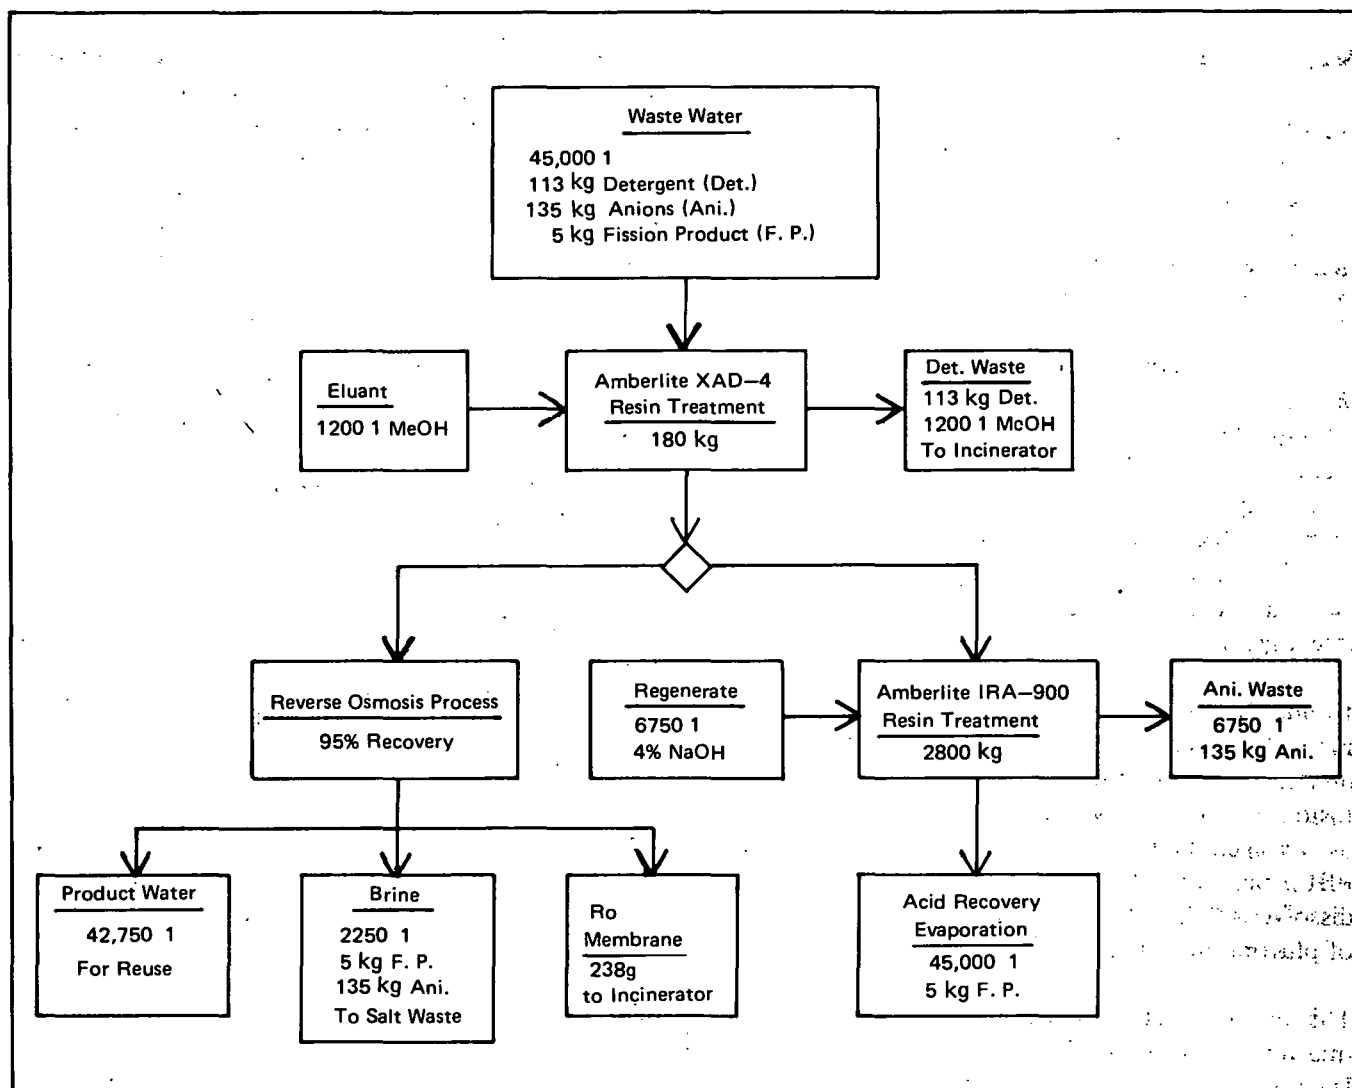 Waste Water
45,000 1
113 kg Detergent (Det.)
135 kg Anions (Ani.)
5 kg Fission Product (F. P.)
Eluant
1200 1 MeOH
Amberlite XAD–4
Resin Treatment
180 kg
Det. Waste
113 kg Det.
1200 1 McOH
To Incinerator
Reverse Osmosis Process
95% Recovery
Regenerate
6750 1
4% NaOH
Amberlite IRA–900
Resin Treatment
2800 kg
Ani. Waste
6750 1
135 kg Ani.
Product Water
42,750 1
For Reuse
Brine
2250 1
5 kg F. P.
135 kg Ani.
To Salt Waste
Ro
Membrane
238g
to Incinerator
Acid Recovery
Evaporation
45,000 1
5 kg F. P.